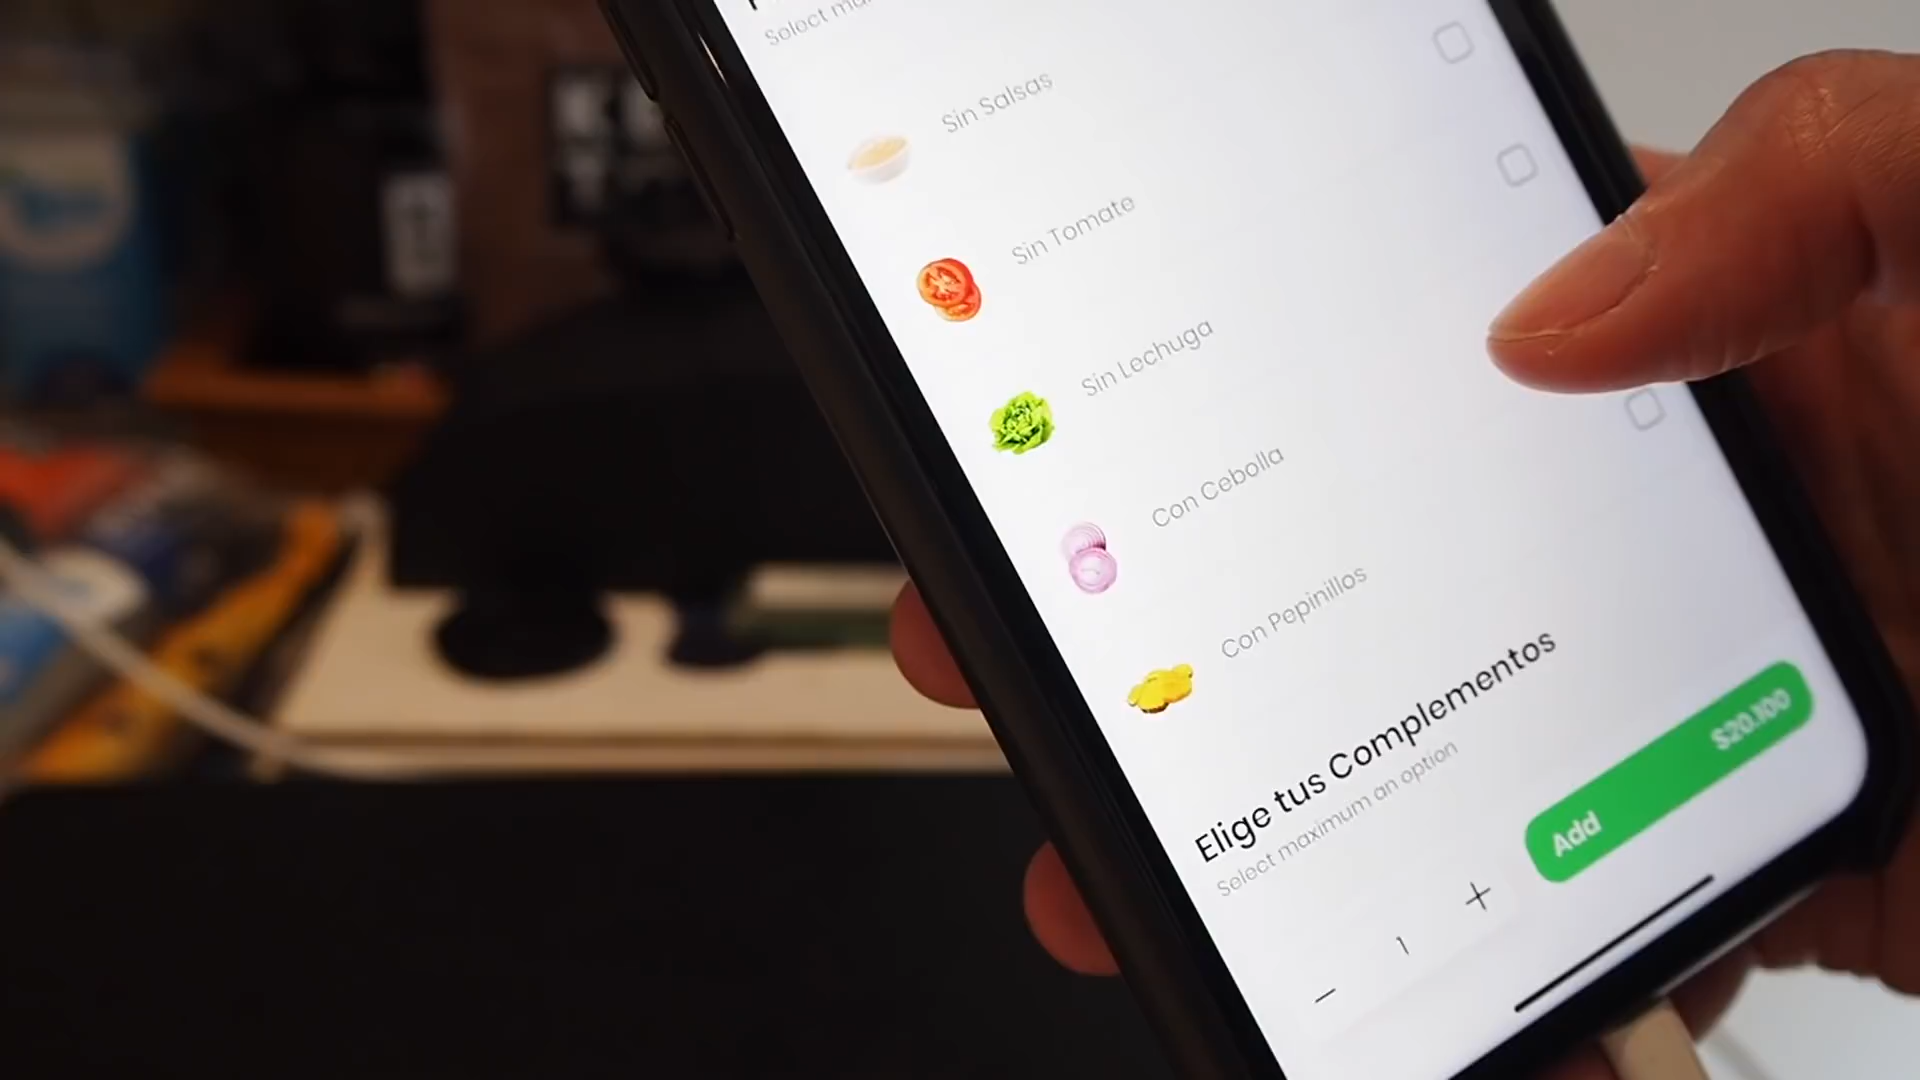 Select
Sin Salsas
Sin Tomate
Sin Lechuga
Con Cebolla
Con Pepinillos
Elige tus Complementos
Select maximum an option
Add $20.100
1